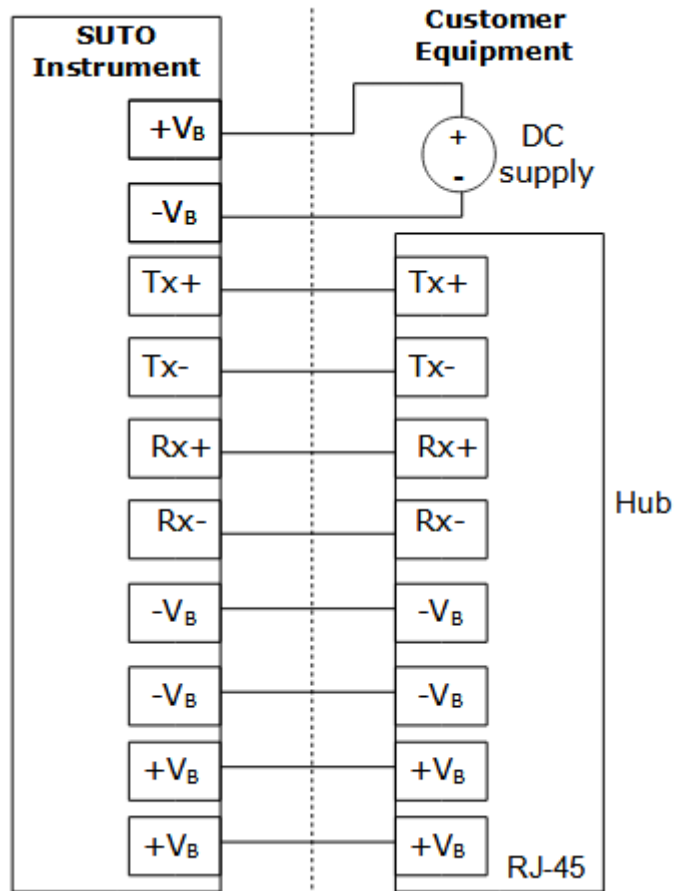 SUTO
Instrument
Customer
Equipment
+VB
+
-
DC
supply
-VB
Tx+
Tx+
Tx-
Tx-
Rx+
Rx+
Rx-
Rx-
Hub
-VB
-VB
-VB
-VB
+VB
+VB
+VB
+VB
RJ-45